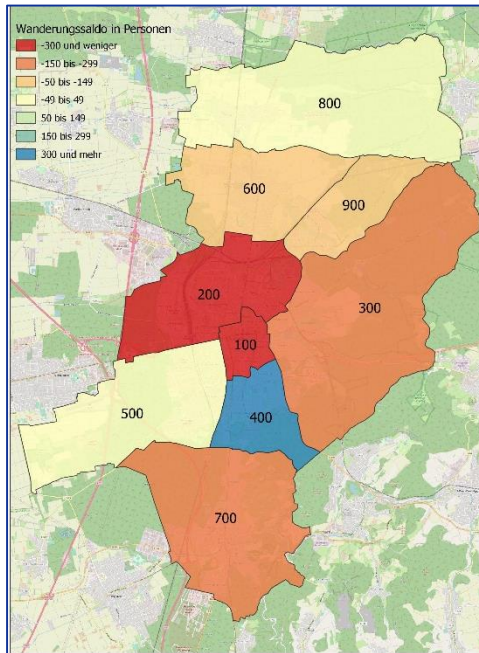 Wanderungssaldo in Personen
-300 und weniger
-150 bis -299
-50 bis -149
-49 bis 49
50 bis 149
150 bis 299
300 und mehr
800
600
900
200
300
100
500
400
700